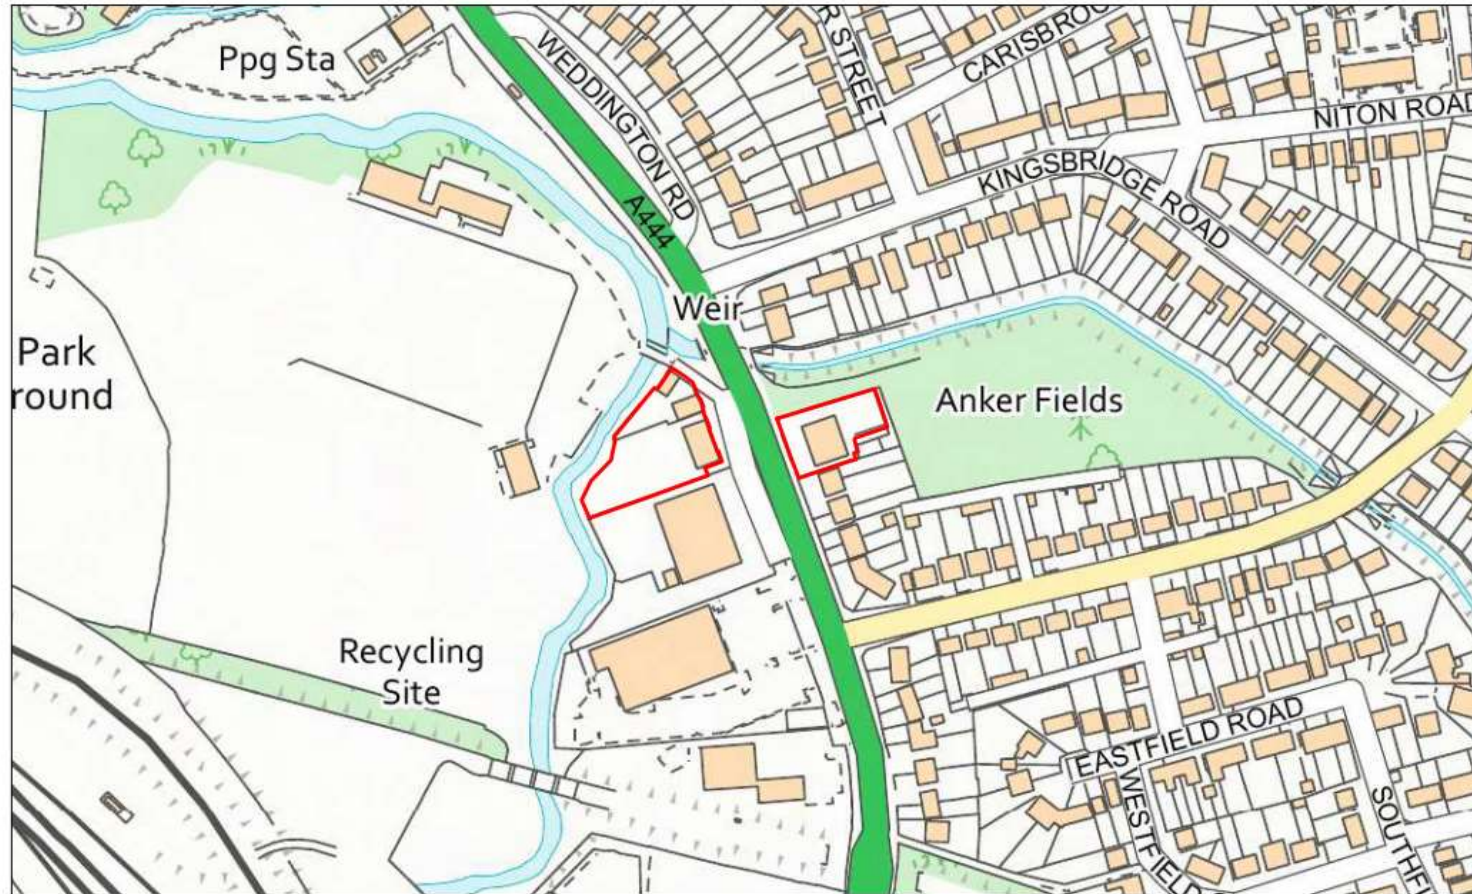 Ppg Sta
WEDDINGTON RD
A444
CARISBROO
R STREET
NITON ROAD
KINGSBRIDGE ROAD
Weir
Park
round
Anker Fields
Recycling
Site
EASTFIELD ROAD
WESTFIELD
SOUTHF